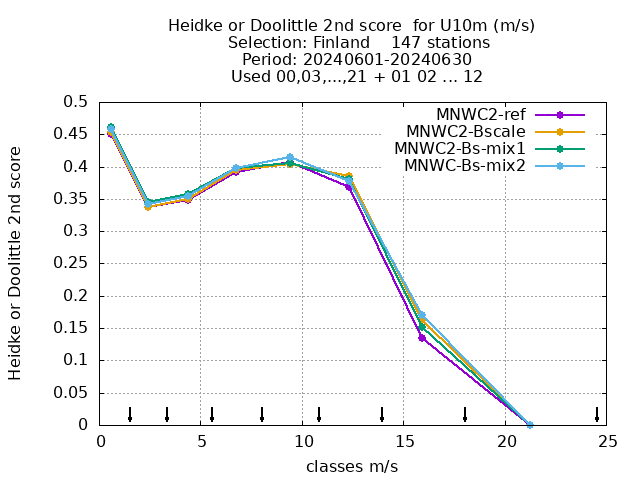 Heidke or Doolittle 2nd score  for U10m (m/s)
Selection: Finland    147 stations
Period: 20240601-20240630
Used 00,03,...,21 + 01 02 ... 12
MNWC2-ref
MNWC2-Bscale
MNWC2-Bs-mix1
MNWC-Bs-mix2
Heidke or Doolittle 2nd score
0.5
0.45
0.4
0.35
0.3
0.25
0.2
0.15
0.1
0.05
0
0 5 10 15 20 25
classes m/s